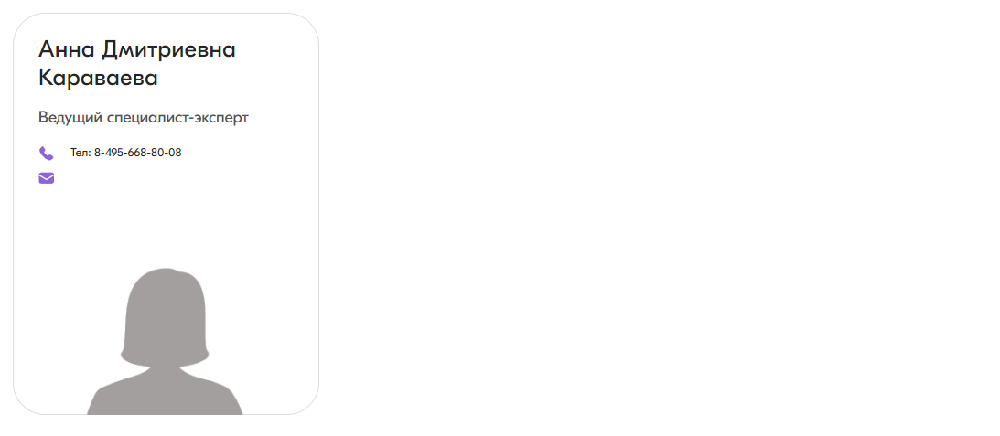 Анна Дмитриевна
Караваева
Ведущий специалист-эксперт
Тел: 8-495-668-80-08